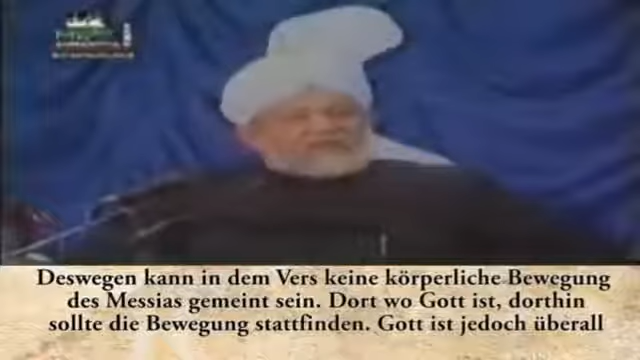 Deswegen kann in dem Vers keine körperliche Bewegung
des Messias gemeint sein. Dort wo Gott ist, dorthin
sollte die Bewegung stattfinden. Gott ist jedoch überall